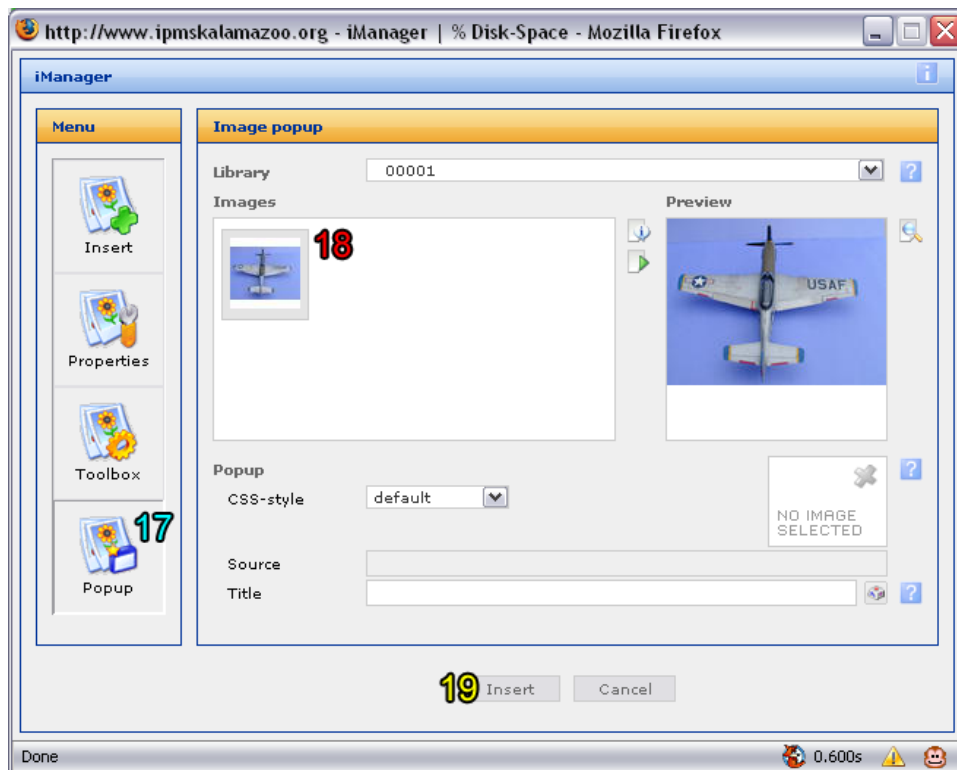 http://www.ipmskalamazoo.org - iManager | % Disk-Space - Mozilla Firefox
iManager
Menu
Image popup
Library
00001
Images
Preview
18
Insert
USAF
Properties
Toolbox
Popup
CSS-style
default
NO IMAGE
SELECTED
17
Popup
Source
Title
19
Insert
Cancel
Done
0.600s